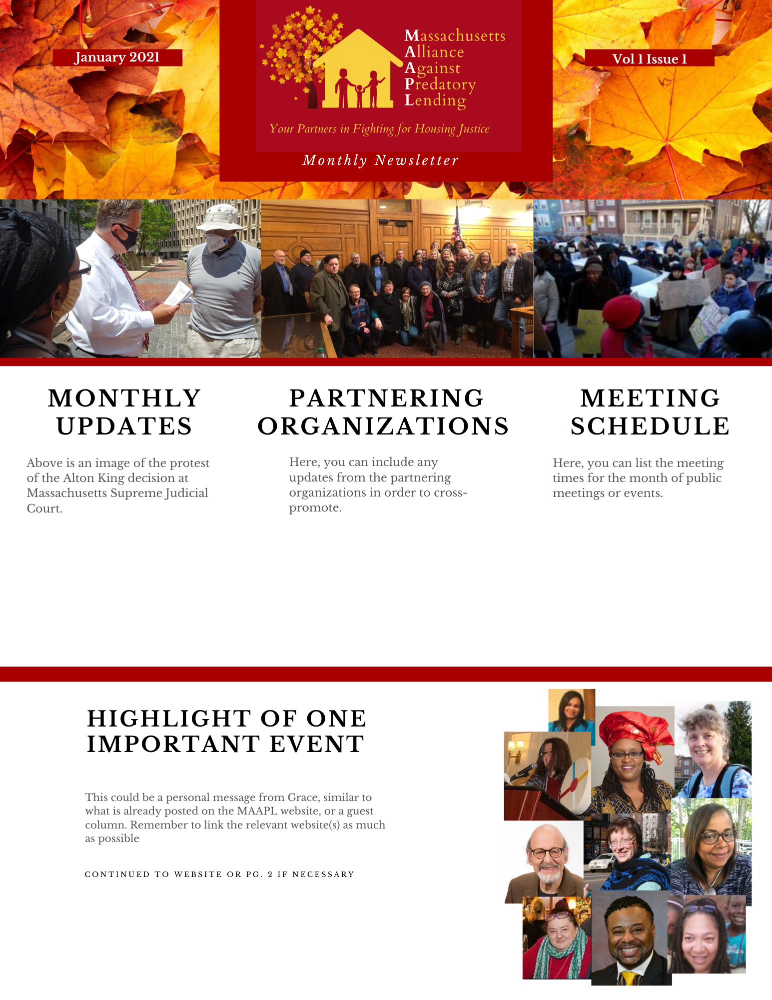 January 2021
Massachusetts
Alliance
Against
Predatory
Lending
Your Partners in Fighting for Housing Justice
Monthly Newsletter
Vol 1 Issue 1
MONTHLY
UPDATES
Above is an image of the protest
of the Alton King decision at
Massachusetts Supreme Judicial
Court.
PARTNERING
ORGANIZATIONS
Here, you can include any
updates from the partnering
organizations in order to cross-
promote.
MEETING
SCHEDULE
Here, you can list the meeting
times for the month of public
meetings or events.
HIGHLIGHT OF ONE
IMPORTANT EVENT
This could be a personal message from Grace, similar to
what is already posted on the MAAPL website, or a guest
column. Remember to link the relevant website(s) as much
as possible
CONTINUED TO WEBSITE OR PG. 2 IF NECESSARY